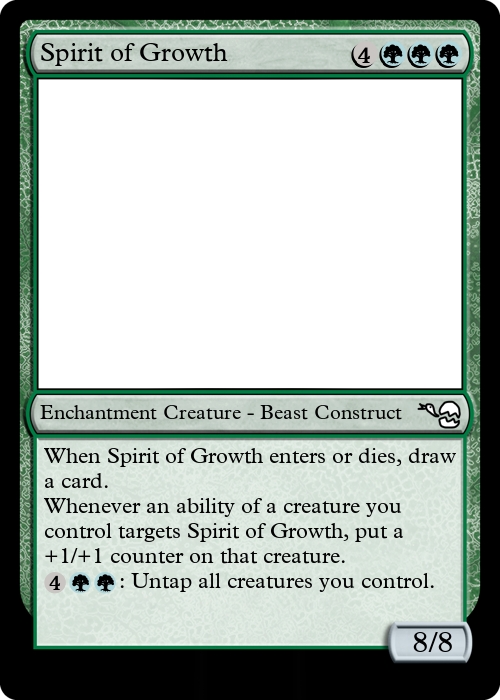 Spirit of Growth 4
Enchantment Creature - Beast Construct
When Spirit of Growth enters or dies, draw
a card.
Whenever an ability of a creature you
control targets Spirit of Growth, put a
+1/+1 counter on that creature.
4 : Untap all creatures you control.
8/8